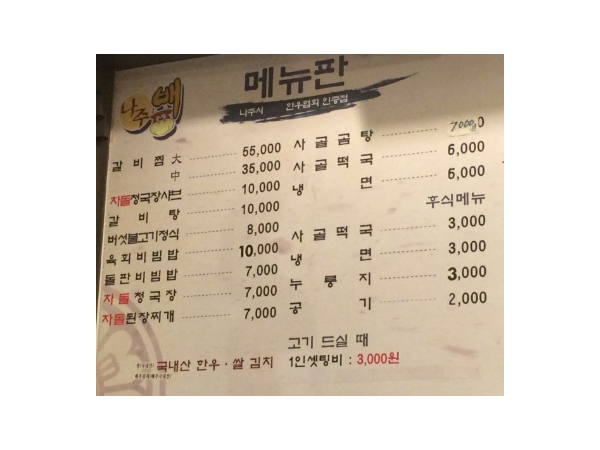 메뉴판
나주배
나주시 한우협회 인증점
갈비찜 大 55,000
中 35,000
차돌청국장샤브 10,000
갈비탕 10,000
버섯불고기정식 8,000
육회비빔밥 10,000
돌판비빔밥 7,000
차돌청국장 7,000
차돌된장찌개 7,000
국내산 한우·쌀 김치
사골곰탕 7000
사골떡국 6,000
냉면 6,000
후식메뉴
사골떡국 3,000
냉면 3,000
누룽지 3,000
공기 2,000
고기 드실 때
1인셋팅비 : 3,000원